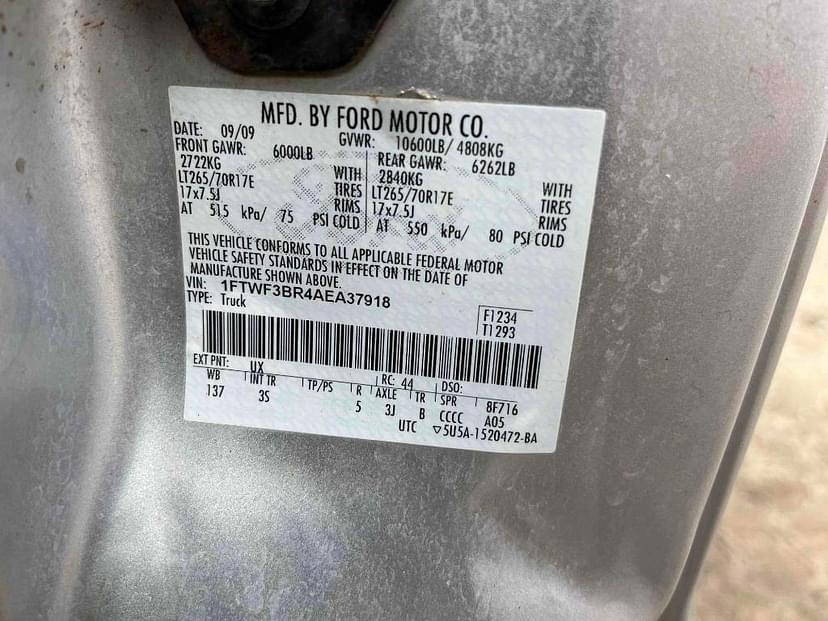 MFD. BY FORD MOTOR CO.
DATE: 09/09 GVWR: 10600LB/ 4808KG
FRONT GAWR: 6000LB REAR GAWR: 6262LB
2722KG WITH 2840KG WITH
LT265/70R17E TIRES LT265/70R17E TIRES
17x7.5J RIMS 17x7.5J RIMS
AT 515 kPa/ 75 PSI COLD AT 550 kPa/ 80 PSI COLD
THIS VEHICLE CONFORMS TO ALL APPLICABLE FEDERAL MOTOR
VEHICLE SAFETY STANDARDS IN EFFECT ON THE DATE OF
MANUFACTURE SHOWN ABOVE.
VIN: 1FTWF3BR4AEA37918
TYPE: Truck
F1234
T1293
EXT PNT: UX RC: 44 DSO:
WB INT TR TP/PS R AXLE TR SPR 8F716
137 3S 5 3J B CCCC A05
UTC ▽5U5A-1520472-BA